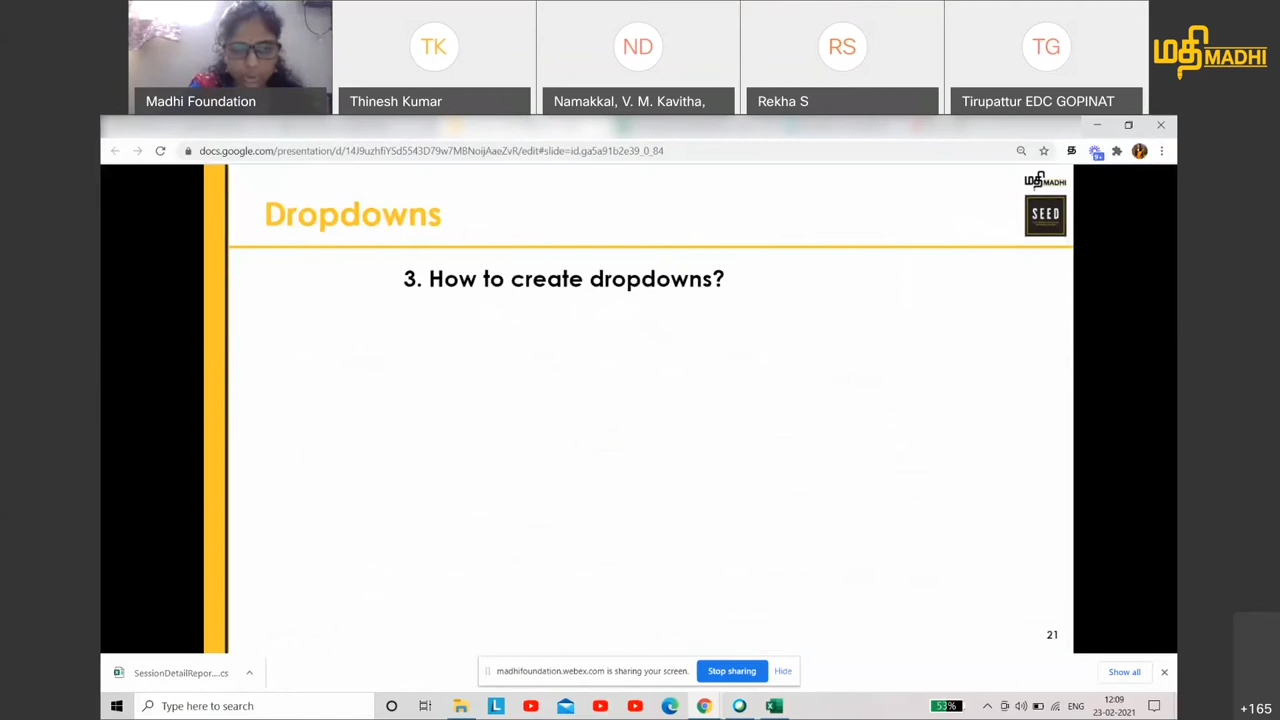 TK
ND
RS
TG
மதி MADHI
Madhi Foundation
Thinesh Kumar
Namakkal, V. M. Kavitha,
Rekha S
Tirupattur EDC GOPINAT
docs.google.com/presentation/d/14J9uzhfiYSd5543D79w7MBNoijAaeZvR/edit#slide=id.ga5a91b2e39_0_84
மதி MADHI
SEED
Dropdowns
3. How to create dropdowns?
21
SessionDetailRepor....cs
madhifoundation.webex.com is sharing your screen.
Stop sharing
Hide
Show all
Type here to search
53%
ENG
12:09
23-02-2021
+165